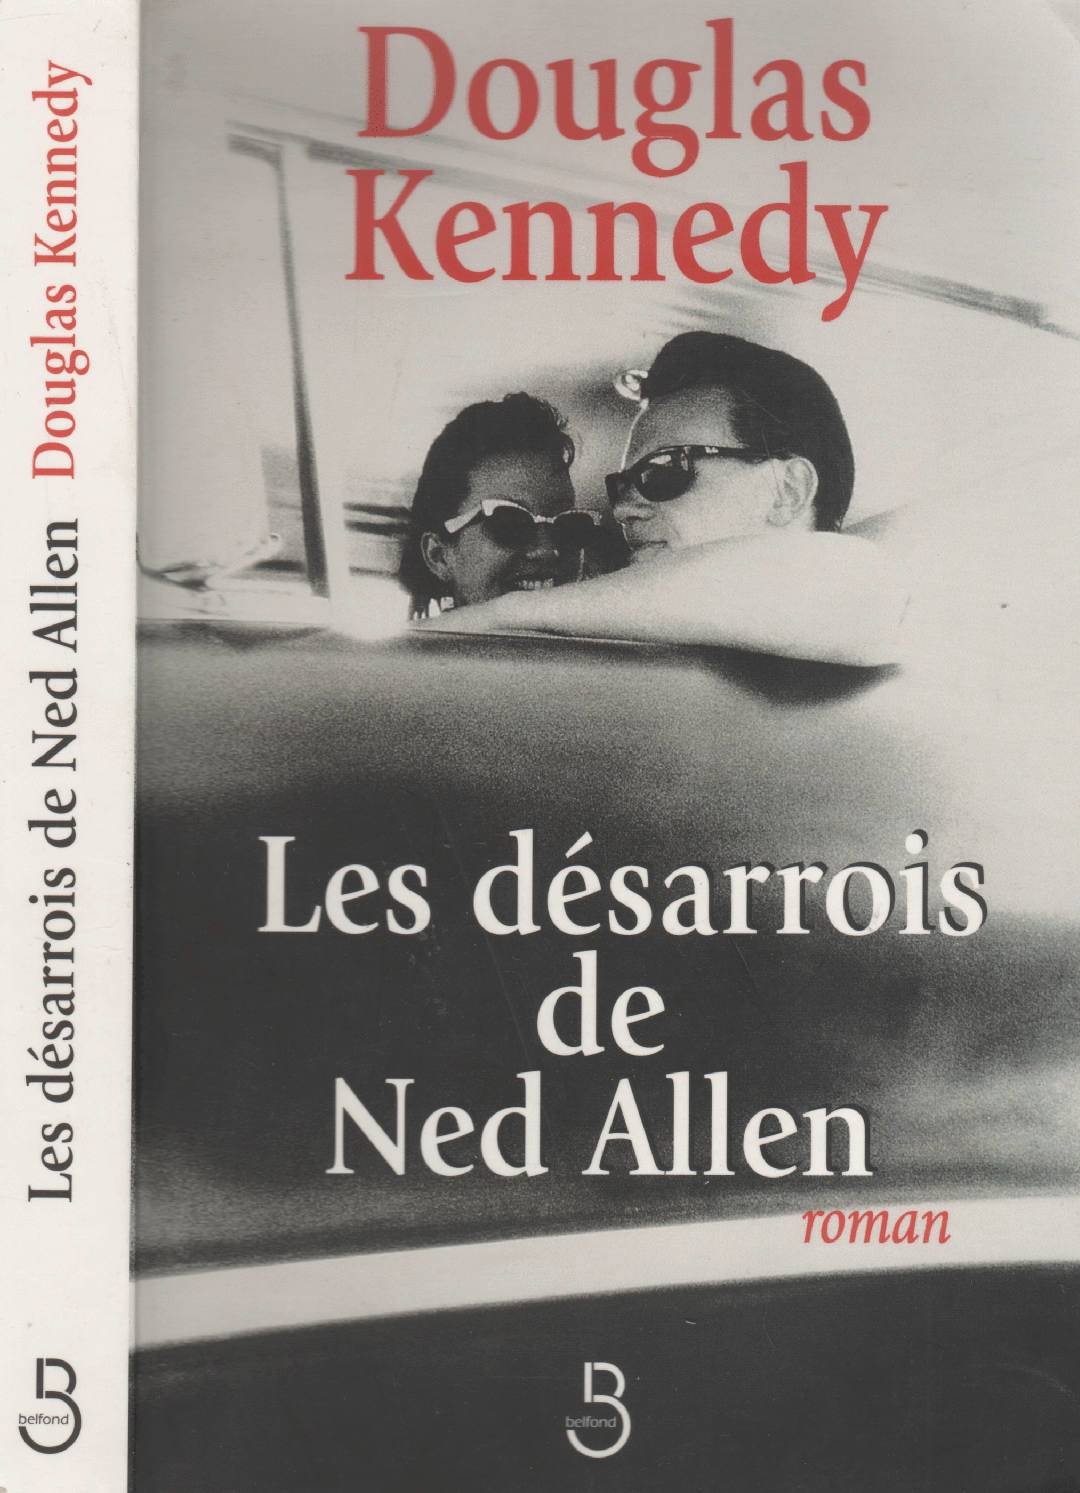 Les désarrois de Ned Allen Douglas Kennedy
belfond
Douglas
Kennedy
Les désarrois
de
Ned Allen
roman
belfond